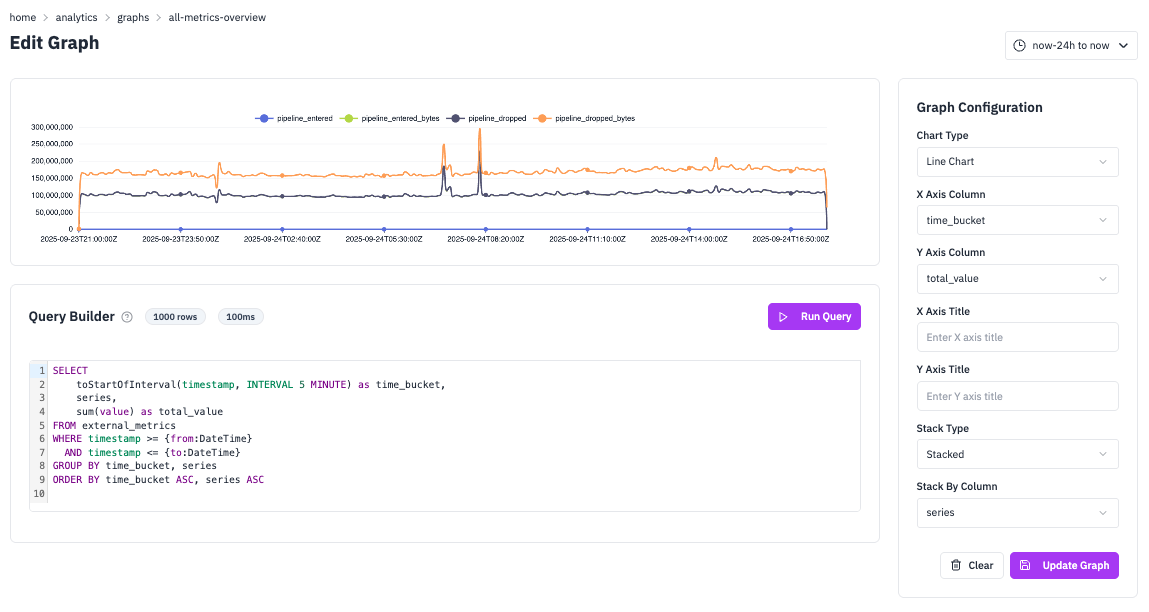 home > analytics > graphs > all-metrics-overview
Edit Graph
now-24h to now
pipeline_entered pipeline_entered_bytes pipeline_dropped pipeline_dropped_bytes
300,000,000
250,000,000
200,000,000
150,000,000
100,000,000
50,000,000
0
2025-09-23T21:00:00Z 2025-09-23T23:50:00Z 2025-09-24T02:40:00Z 2025-09-24T05:30:00Z 2025-09-24T08:20:00Z 2025-09-24T11:10:00Z 2025-09-24T14:00:00Z 2025-09-24T16:50:00Z
Query Builder ? 1000 rows 100ms
Run Query
1 SELECT
2     toStartOfInterval(timestamp, INTERVAL 5 MINUTE) as time_bucket,
3     series,
4     sum(value) as total_value
5 FROM external_metrics
6 WHERE timestamp >= {from:DateTime}
7   AND timestamp <= {to:DateTime}
8 GROUP BY time_bucket, series
9 ORDER BY time_bucket ASC, series ASC
10
Graph Configuration
Chart Type
Line Chart
X Axis Column
time_bucket
Y Axis Column
total_value
X Axis Title
Enter X axis title
Y Axis Title
Enter Y axis title
Stack Type
Stacked
Stack By Column
series
Clear
Update Graph